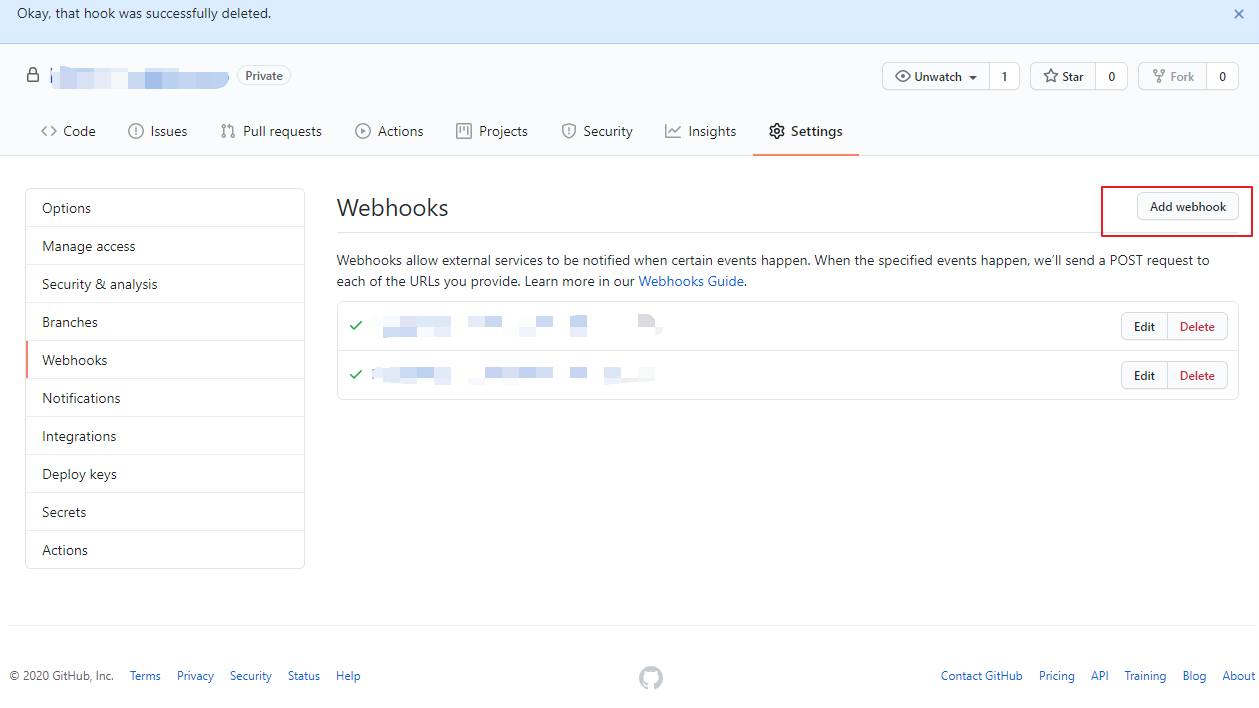 Okay, that hook was successfully deleted.
Private
Unwatch 1 Star 0 Fork 0
Code Issues Pull requests Actions Projects Security Insights Settings
Options
Manage access
Security & analysis
Branches
Webhooks
Notifications
Integrations
Deploy keys
Secrets
Actions
Webhooks
Add webhook
Webhooks allow external services to be notified when certain events happen. When the specified events happen, we’ll send a POST request to
each of the URLs you provide. Learn more in our Webhooks Guide.
Edit Delete
Edit Delete
© 2020 GitHub, Inc. Terms Privacy Security Status Help
Contact GitHub Pricing API Training Blog About